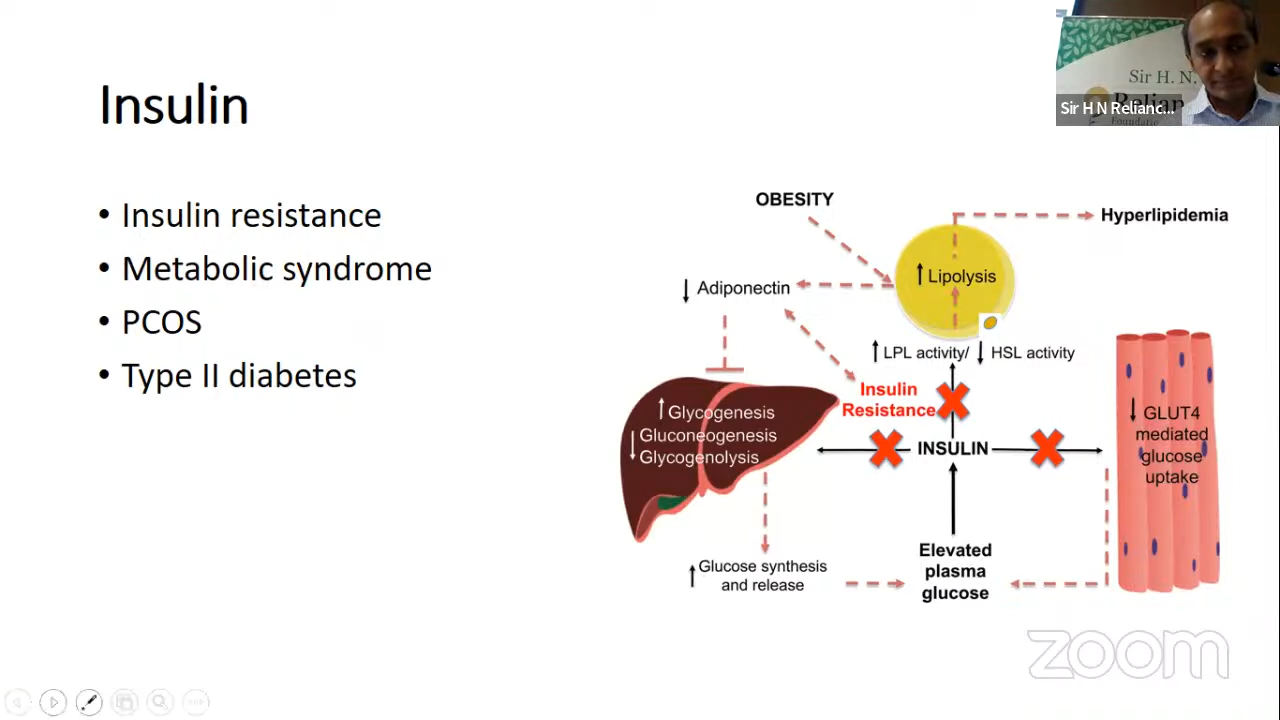 Insulin
• Insulin resistance
• Metabolic syndrome
• PCOS
• Type II diabetes
OBESITY
Hyperlipidemia
↑ Lipolysis
↓ Adiponectin
↑ LPL activity/ ↓ HSL activity
Insulin
Resistance
↑ Glycogenesis
↓ Gluconeogenesis
↓ Glycogenolysis
INSULIN
↓ GLUT4
mediated
glucose
uptake
↑ Glucose synthesis
and release
Elevated
plasma
glucose
Sir H. N.
Sir H N Relianc...
zoom